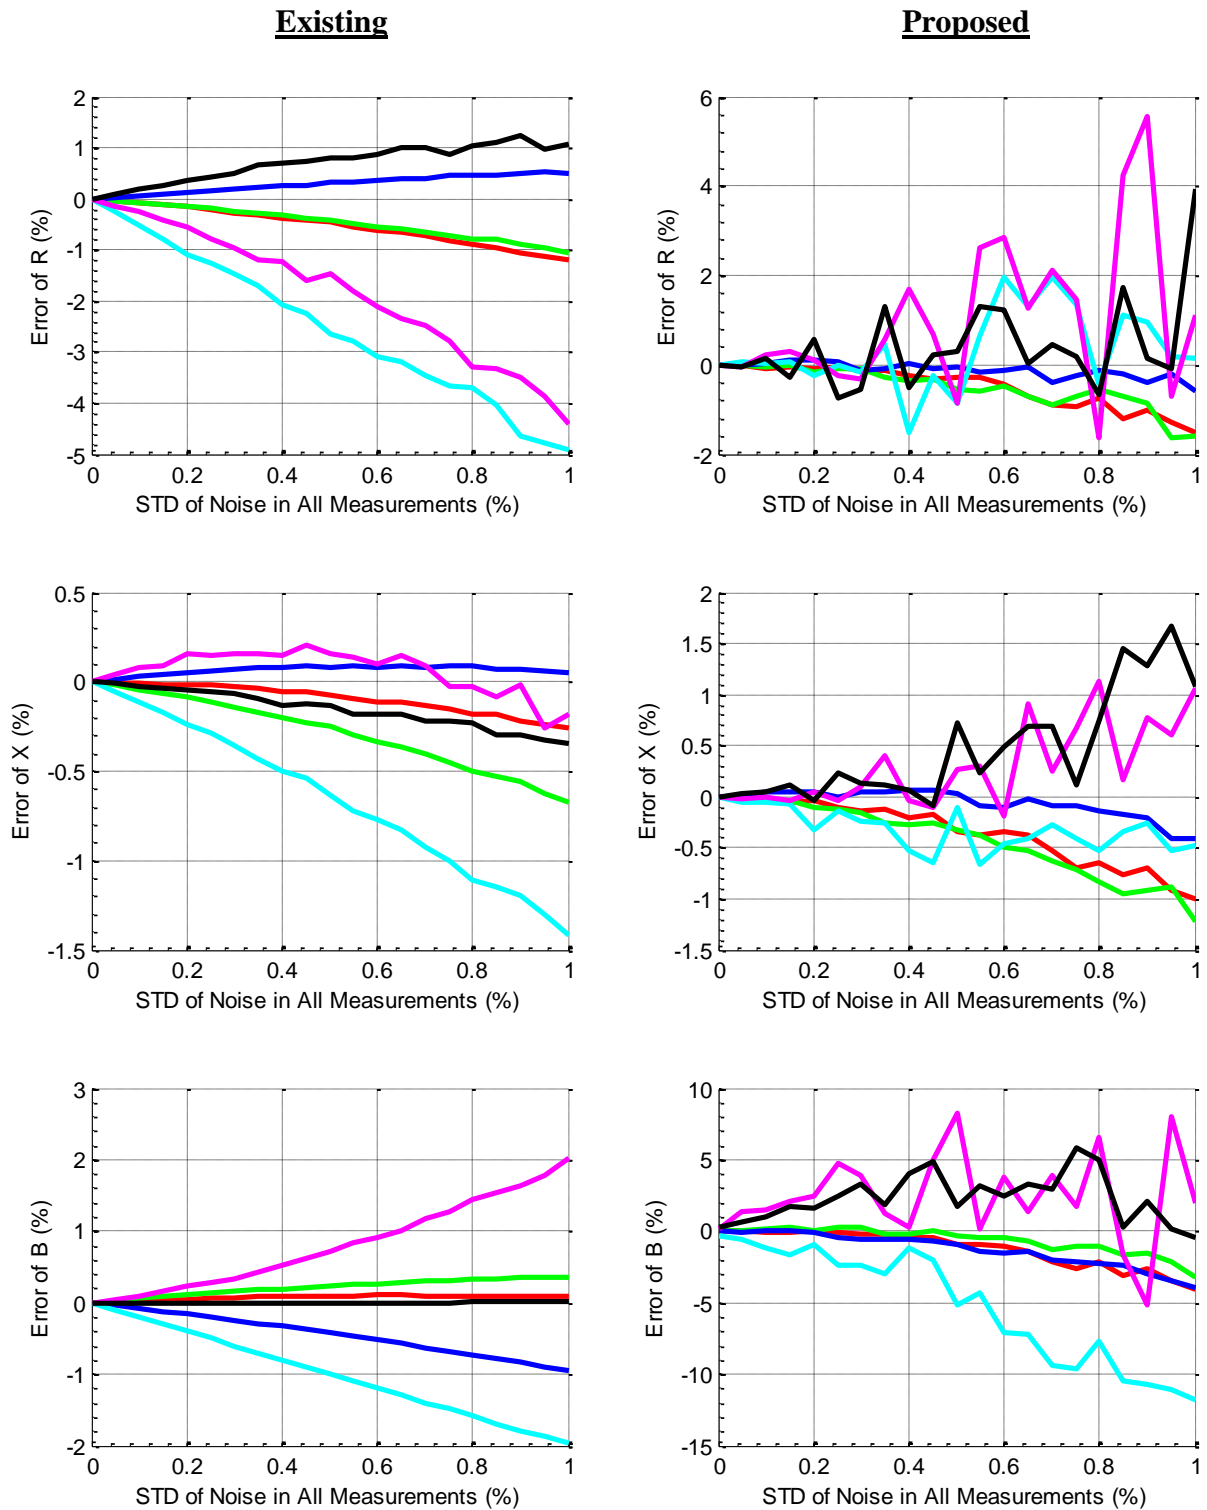 Existing
Proposed
2
1
0
-1
-2
-3
-4
-5
Error of R (%)
0 0.2 0.4 0.6 0.8 1
STD of Noise in All Measurements (%)
6
4
2
0
-2
Error of R (%)
0 0.2 0.4 0.6 0.8 1
STD of Noise in All Measurements (%)
0.5
0
-0.5
-1
-1.5
Error of X (%)
0 0.2 0.4 0.6 0.8 1
STD of Noise in All Measurements (%)
2
1.5
1
0.5
0
-0.5
-1
-1.5
Error of X (%)
0 0.2 0.4 0.6 0.8 1
STD of Noise in All Measurements (%)
3
2
1
0
-1
-2
Error of B (%)
0 0.2 0.4 0.6 0.8 1
STD of Noise in All Measurements (%)
10
5
0
-5
-10
-15
Error of B (%)
0 0.2 0.4 0.6 0.8 1
STD of Noise in All Measurements (%)